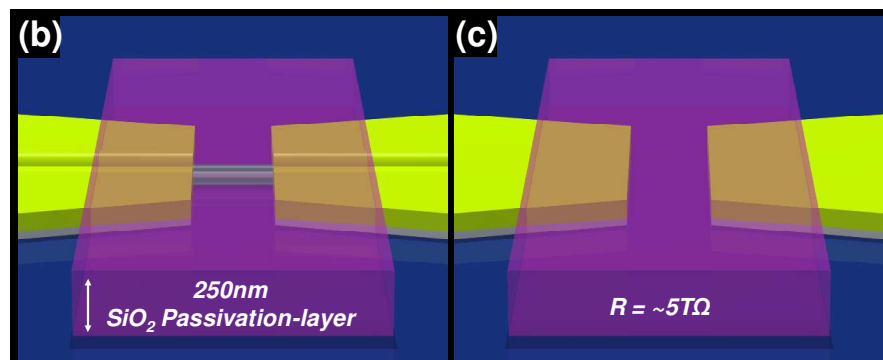 (b)
(c)
250nm
SiO₂ Passivation-layer
R = ~5TΩ